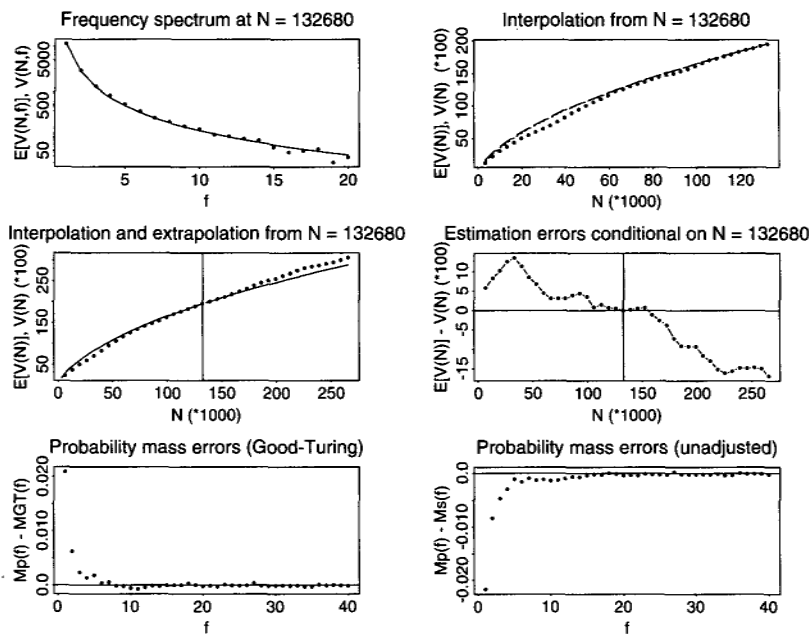 Frequency spectrum at N = 132680
E[V(N,f)], V(N,f)
5000
500
50
5
10
15
20
f
Interpolation from N = 132680
E[V(N)], V(N) (*100)
200
150
100
50
0
20
40
60
80
100
120
N (*1000)
Interpolation and extrapolation from N = 132680
E[V(N)], V(N) (*100)
250
150
50
0
50
100
150
200
250
N (*1000)
Estimation errors conditional on N = 132680
E[V(N)] - V(N) (*100)
5 10
0
-5
-15
0
50
100
150
200
250
N (*1000)
Probability mass errors (Good-Turing)
Mp(f) - MGT(f)
0.020
0.010
0.0
0
10
20
30
40
f
Probability mass errors (unadjusted)
Mp(f) - Ms(f)
0.0
-0.010
-0.020
0
20
40
f